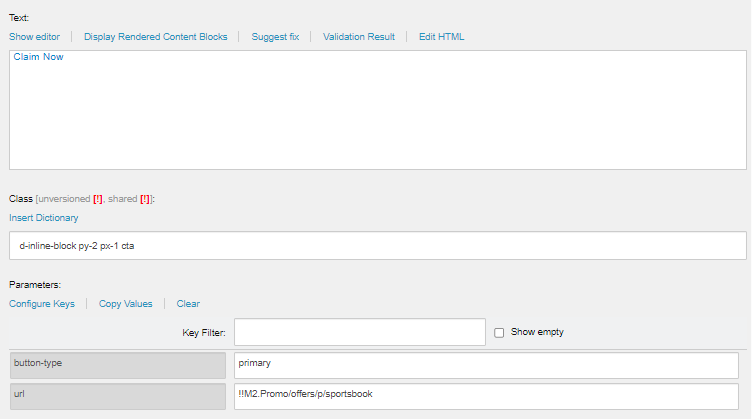 Text:
Show editor | Display Rendered Content Blocks | Suggest fix | Validation Result | Edit HTML
Claim Now
Class [unversioned [!], shared [!]]:
Insert Dictionary
d-inline-block py-2 px-1 cta
Parameters:
Configure Keys | Copy Values | Clear
Key Filter: Show empty
button-type primary
url !!M2.Promo/offers/p/sportsbook